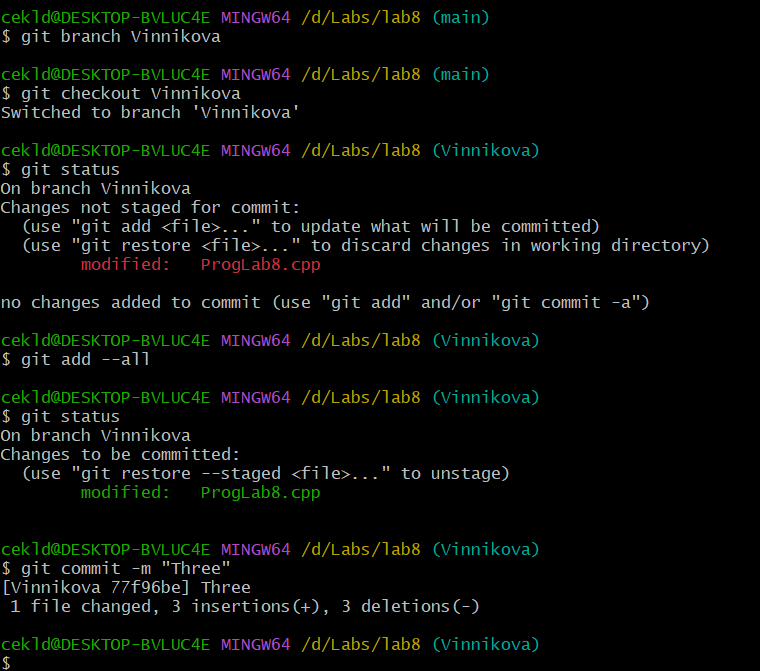 cekld@DESKTOP-BVLUC4E MINGW64 /d/Labs/lab8 (main)
$ git branch Vinnikova
cekld@DESKTOP-BVLUC4E MINGW64 /d/Labs/lab8 (main)
$ git checkout Vinnikova
Switched to branch 'Vinnikova'
cekld@DESKTOP-BVLUC4E MINGW64 /d/Labs/lab8 (Vinnikova)
$ git status
On branch Vinnikova
Changes not staged for commit:
  (use "git add <file>..." to update what will be committed)
  (use "git restore <file>..." to discard changes in working directory)
        modified:   ProgLab8.cpp
no changes added to commit (use "git add" and/or "git commit -a")
cekld@DESKTOP-BVLUC4E MINGW64 /d/Labs/lab8 (Vinnikova)
$ git add --all
cekld@DESKTOP-BVLUC4E MINGW64 /d/Labs/lab8 (Vinnikova)
$ git status
On branch Vinnikova
Changes to be committed:
  (use "git restore --staged <file>..." to unstage)
        modified:   ProgLab8.cpp
cekld@DESKTOP-BVLUC4E MINGW64 /d/Labs/lab8 (Vinnikova)
$ git commit -m "Three"
[Vinnikova 77f96be] Three
 1 file changed, 3 insertions(+), 3 deletions(-)
cekld@DESKTOP-BVLUC4E MINGW64 /d/Labs/lab8 (Vinnikova)
$